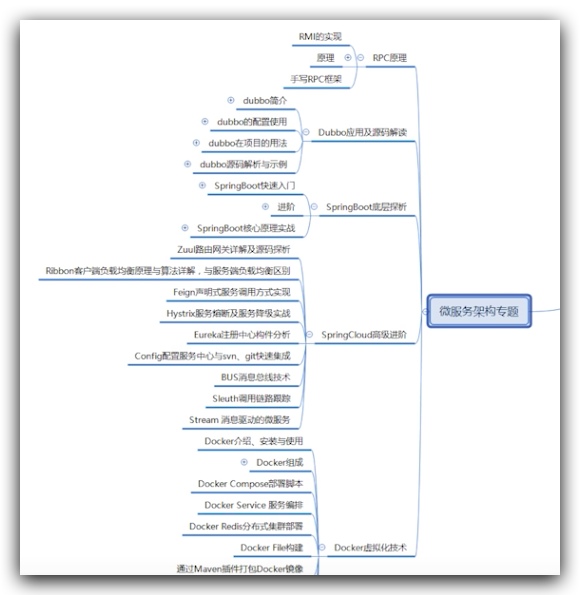 RMI的实现
原理
RPC原理
手写RPC框架
dubbo简介
dubbo的配置使用
Dubbo应用及源码解读
dubbo在项目的用法
dubbo源码解析与示例
SpringBoot快速入门
进阶
SpringBoot底层探析
SpringBoot核心原理实战
Zuul路由网关详解及源码探析
Ribbon客户端负载均衡原理与算法详解，与服务端负载均衡区别
Feign声明式服务调用方式实现
微服务架构专题
Hystrix服务熔断及服务降级实战
Eureka注册中心构件分析
SpringCloud高级进阶
Config配置服务中心与svn、git快速集成
BUS消息总线技术
Sleuth调用链路跟踪
Stream 消息驱动的微服务
Docker介绍、安装与使用
Docker组成
Docker Compose部署脚本
Docker Service 服务编排
Docker Redis分布式集群部署
Docker File构建
Docker虚拟化技术
通过Maven插件打包Docker镜像